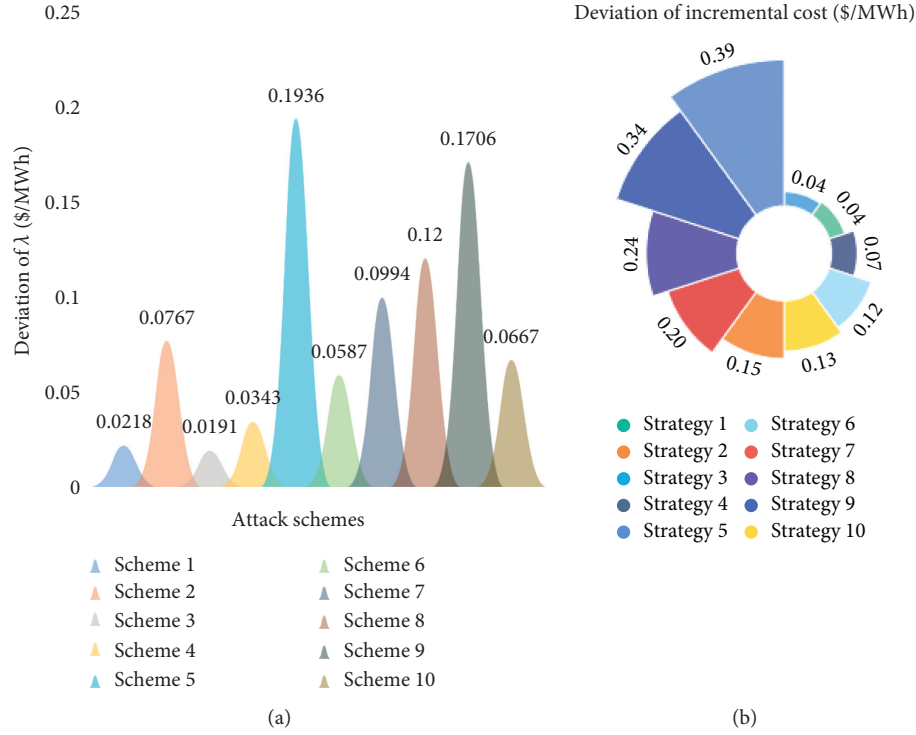 Deviation of λ ($/MWh)
0.25
0.2
0.15
0.1
0.05
0
0.0218
0.0767
0.0191
0.0343
0.1936
0.0587
0.0994
0.12
0.1706
0.0667
Attack schemes
Scheme 1
Scheme 2
Scheme 3
Scheme 4
Scheme 5
Scheme 6
Scheme 7
Scheme 8
Scheme 9
Scheme 10
(a)
Deviation of incremental cost ($/MWh)
0.39
0.34
0.24
0.20
0.15
0.13
0.12
0.07
0.04
0.04
Strategy 1
Strategy 2
Strategy 3
Strategy 4
Strategy 5
Strategy 6
Strategy 7
Strategy 8
Strategy 9
Strategy 10
(b)